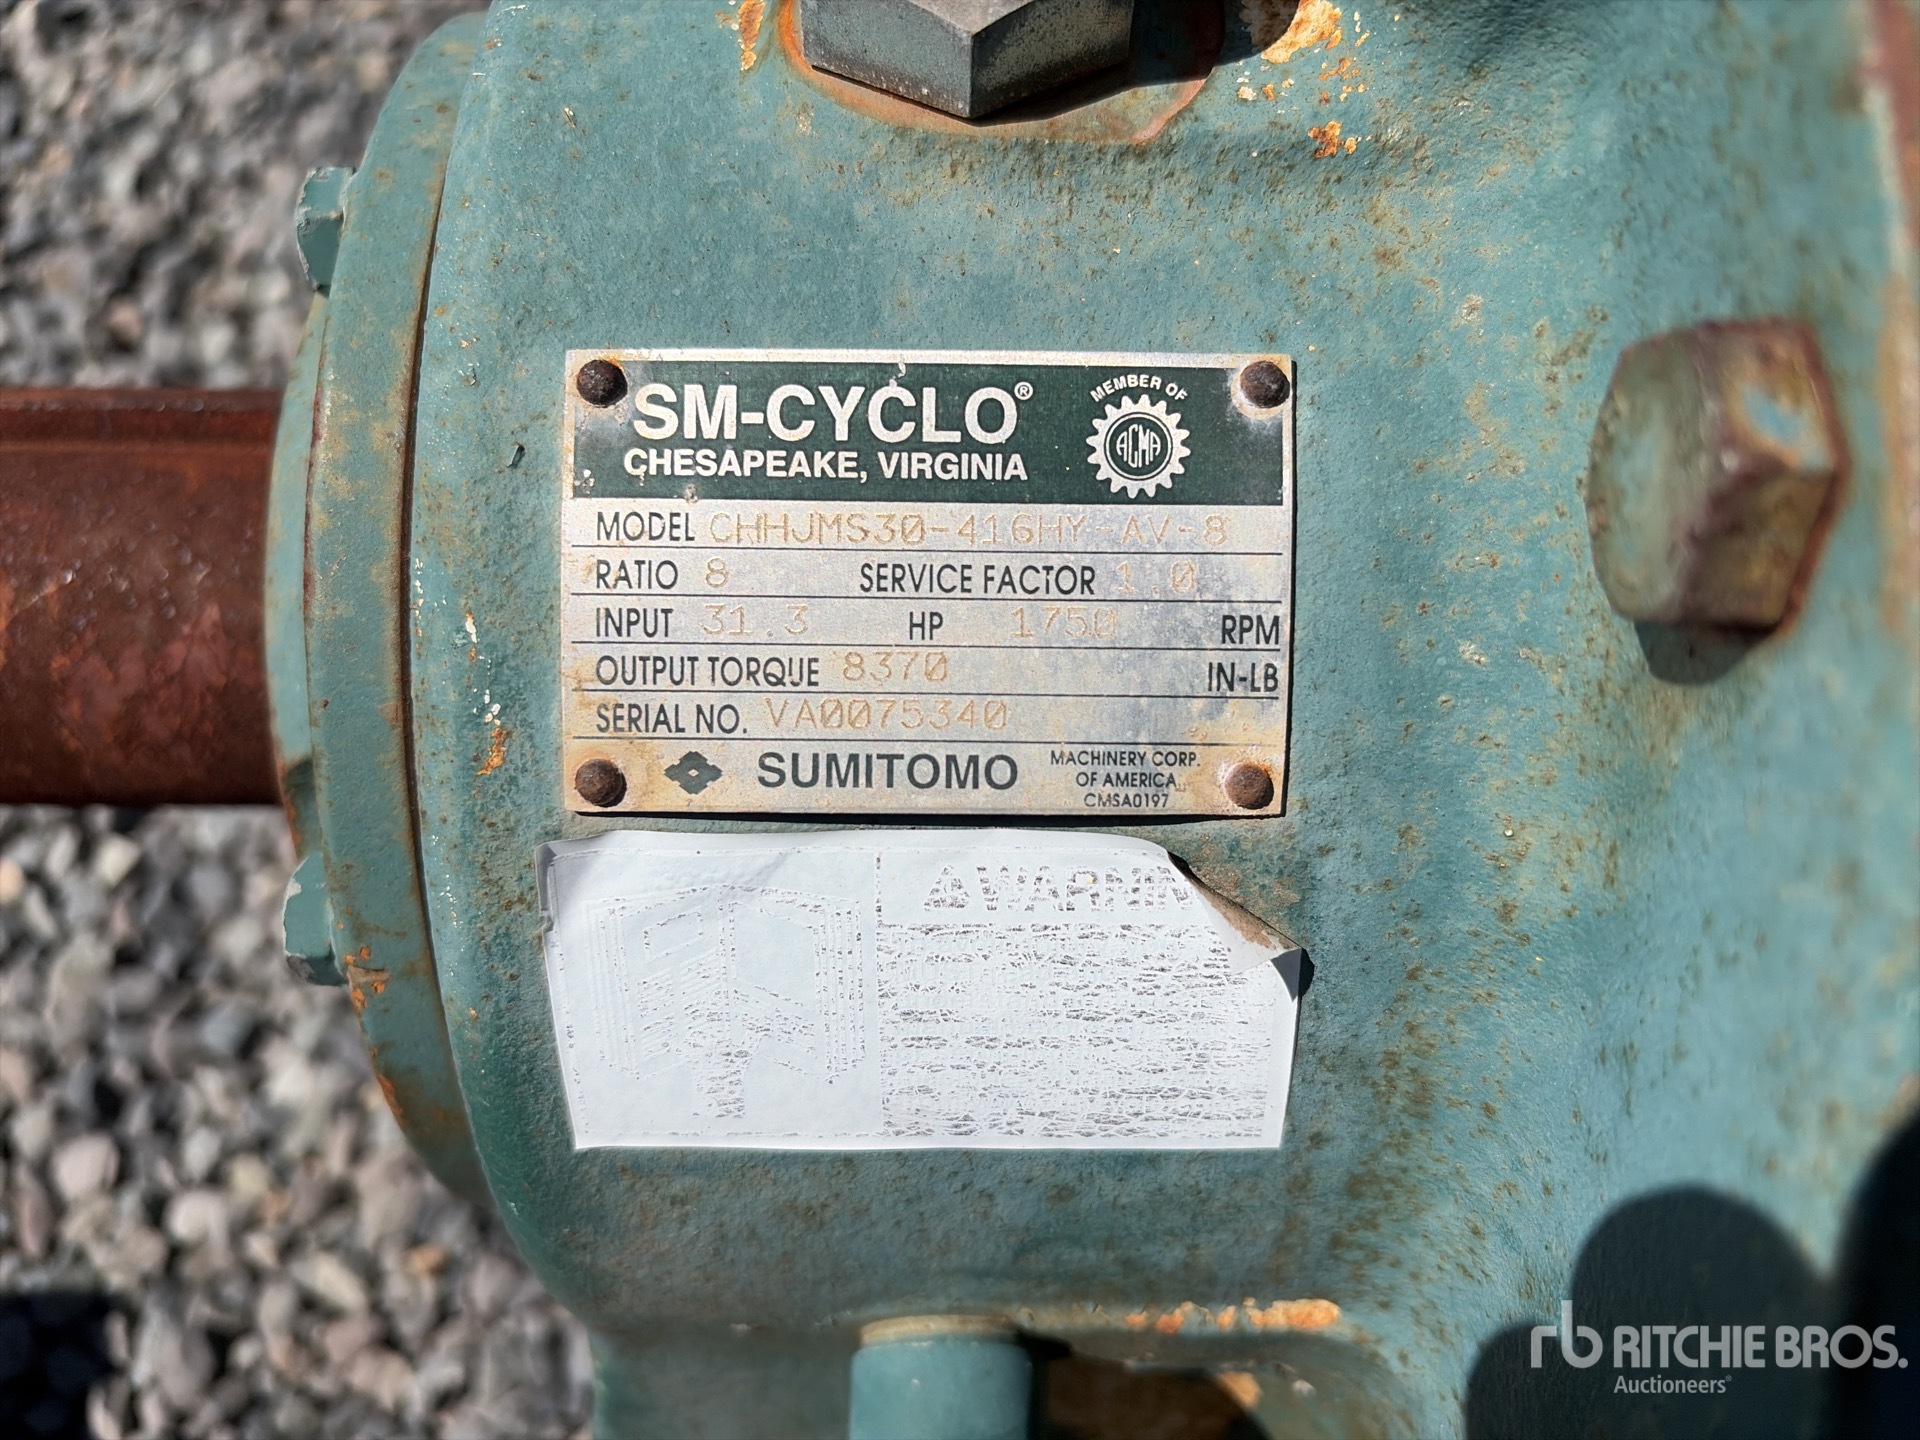 SM-CYCLO®
CHESAPEAKE, VIRGINIA
MEMBER OF
AGMA
MODEL CHHJMS30-416HY-AV-8
RATIO 8 SERVICE FACTOR 1.0
INPUT 31.3 HP 1750 RPM
OUTPUT TORQUE 8370 IN-LB
SERIAL NO. VA0075340
SUMITOMO
MACHINERY CORP.
OF AMERICA
CMSA0197
⚠WARNIN
rb RITCHIE BROS.
Auctioneers®